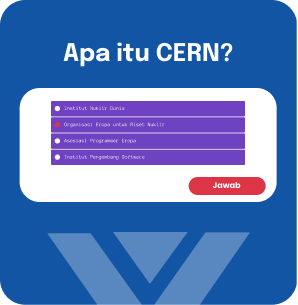 Apa itu CERN?
Institut Nuklir Dunia
Organisasi Eropa untuk Riset Nuklir
Asosiasi Programmer Eropa
Institut Pengembang Software
Jawab